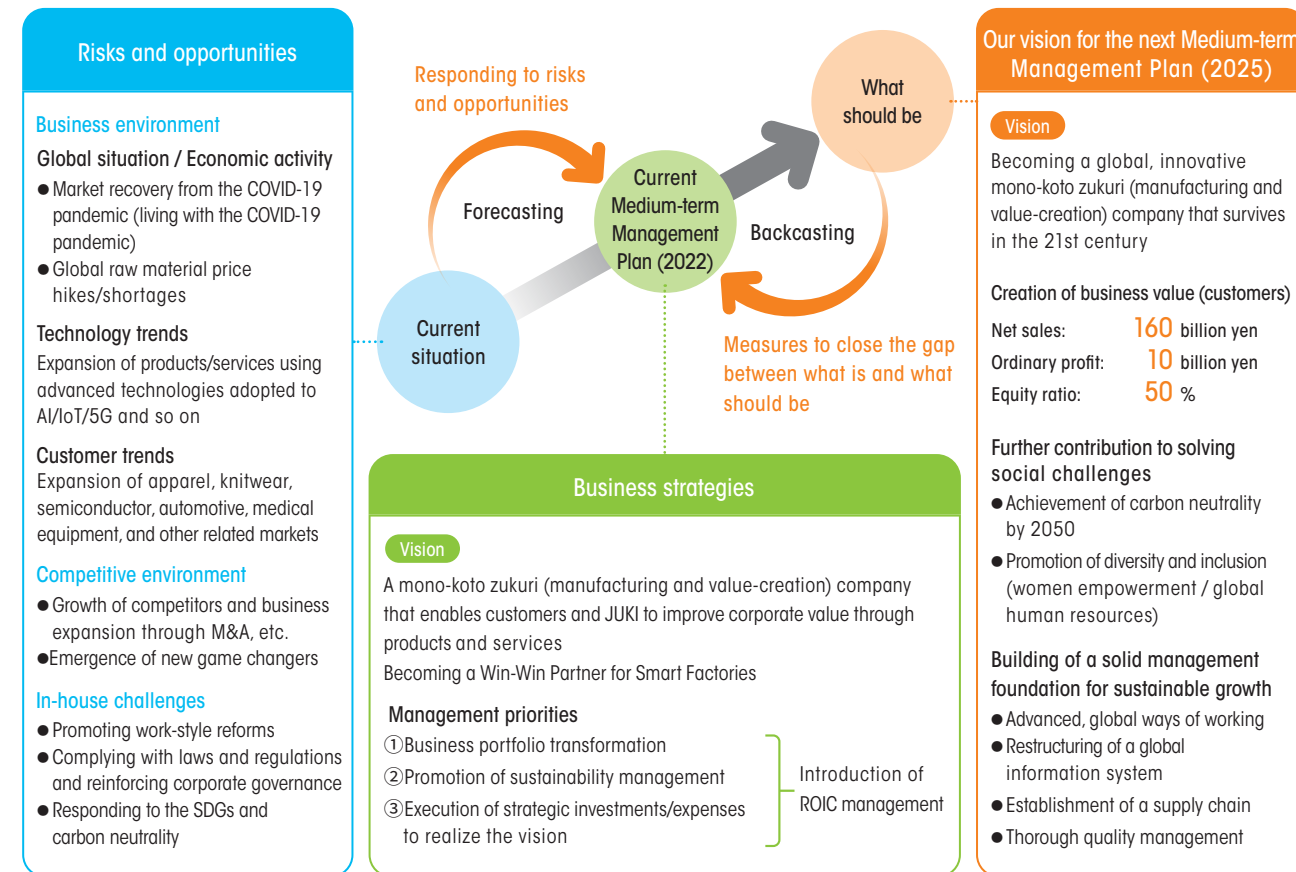 Risks and opportunities
Business environment
Global situation / Economic activity
●Market recovery from the COVID-19
pandemic (living with the COVID-19
pandemic)
●Global raw material price
hikes/shortages
Technology trends
Expansion of products/services using
advanced technologies adopted to
AI/IoT/5G and so on
Customer trends
Expansion of apparel, knitwear,
semiconductor, automotive, medical
equipment, and other related markets
Competitive environment
●Growth of competitors and business
expansion through M&A, etc.
●Emergence of new game changers
In-house challenges
●Promoting work-style reforms
●Complying with laws and regulations
and reinforcing corporate governance
●Responding to the SDGs and
carbon neutrality
Responding to risks
and opportunities
Forecasting
Current
situation
Current
Medium-term
Management
Plan (2022)
What
should be
Backcasting
Measures to close the gap
between what is and what
should be
Business strategies
Vision
A mono-koto zukuri (manufacturing and value-creation) company
that enables customers and JUKI to improve corporate value through
products and services
Becoming a Win-Win Partner for Smart Factories
Management priorities
①Business portfolio transformation
②Promotion of sustainability management
③Execution of strategic investments/expenses
to realize the vision
Introduction of
ROIC management
Our vision for the next Medium-term
Management Plan (2025)
Vision
Becoming a global, innovative
mono-koto zukuri (manufacturing and
value-creation) company that survives
in the 21st century
Creation of business value (customers)
Net sales: 160 billion yen
Ordinary profit: 10 billion yen
Equity ratio: 50 %
Further contribution to solving
social challenges
●Achievement of carbon neutrality
by 2050
●Promotion of diversity and inclusion
(women empowerment / global
human resources)
Building of a solid management
foundation for sustainable growth
●Advanced, global ways of working
●Restructuring of a global
information system
●Establishment of a supply chain
●Thorough quality management